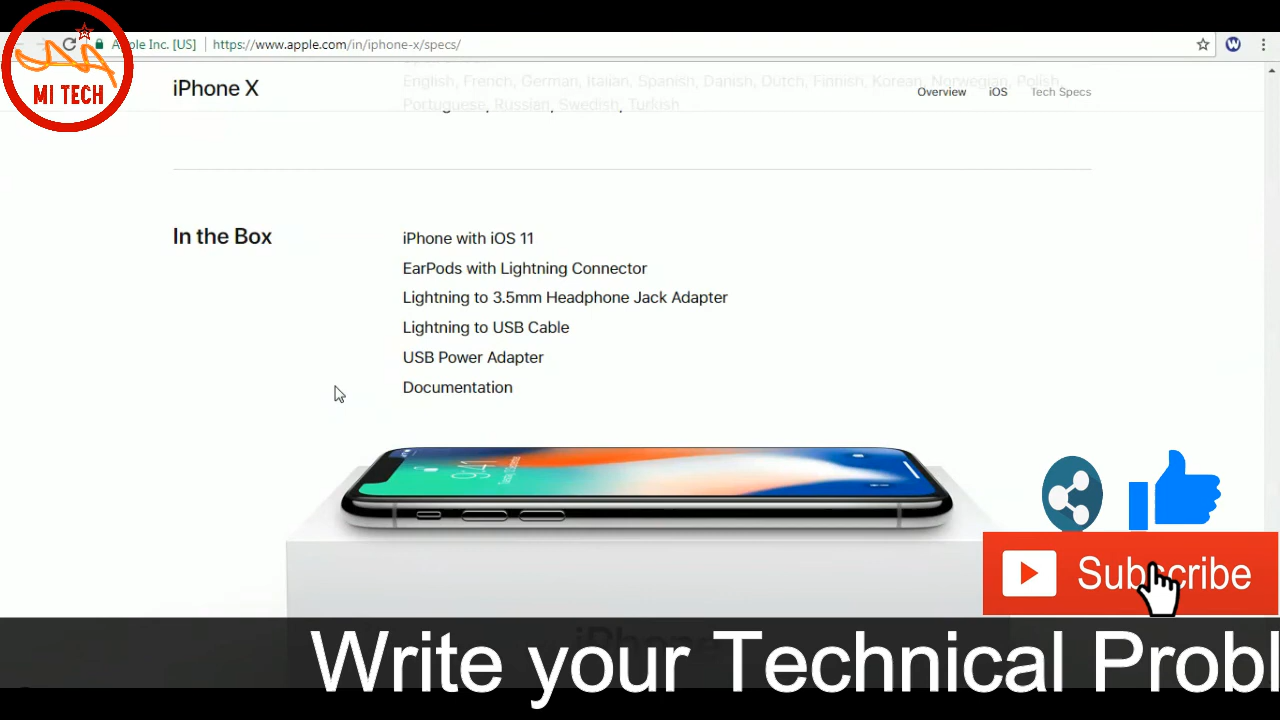 MI TECH
Apple Inc. [US] https://www.apple.com/in/iphone-x/specs/
iPhone X
English, French, German, Italian, Spanish, Danish, Dutch, Finnish, Korean, Norwegian, Polish,
Overview iOS Tech Specs
Portuguese, Russian, Swedish, Turkish
In the Box
iPhone with iOS 11
EarPods with Lightning Connector
Lightning to 3.5mm Headphone Jack Adapter
Lightning to USB Cable
USB Power Adapter
Documentation
9:41
Subscribe
iPhone
Write your Technical Probl